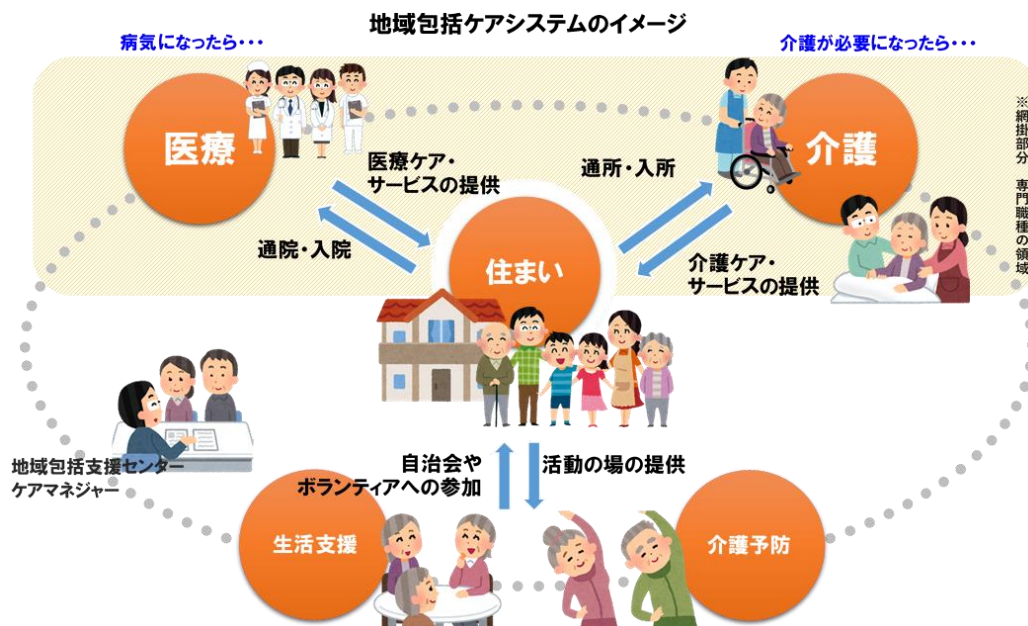 地域包括ケアシステムのイメージ
病気になったら・・・
介護が必要になったら・・・
医療
介護
※網掛部分 専門職種の領域
医療ケア・
サービスの提供
通所・入所
通院・入院
住まい
介護ケア・
サービスの提供
地域包括支援センター
ケアマネジャー
自治会や
ボランティアへの参加
活動の場の提供
生活支援
介護予防